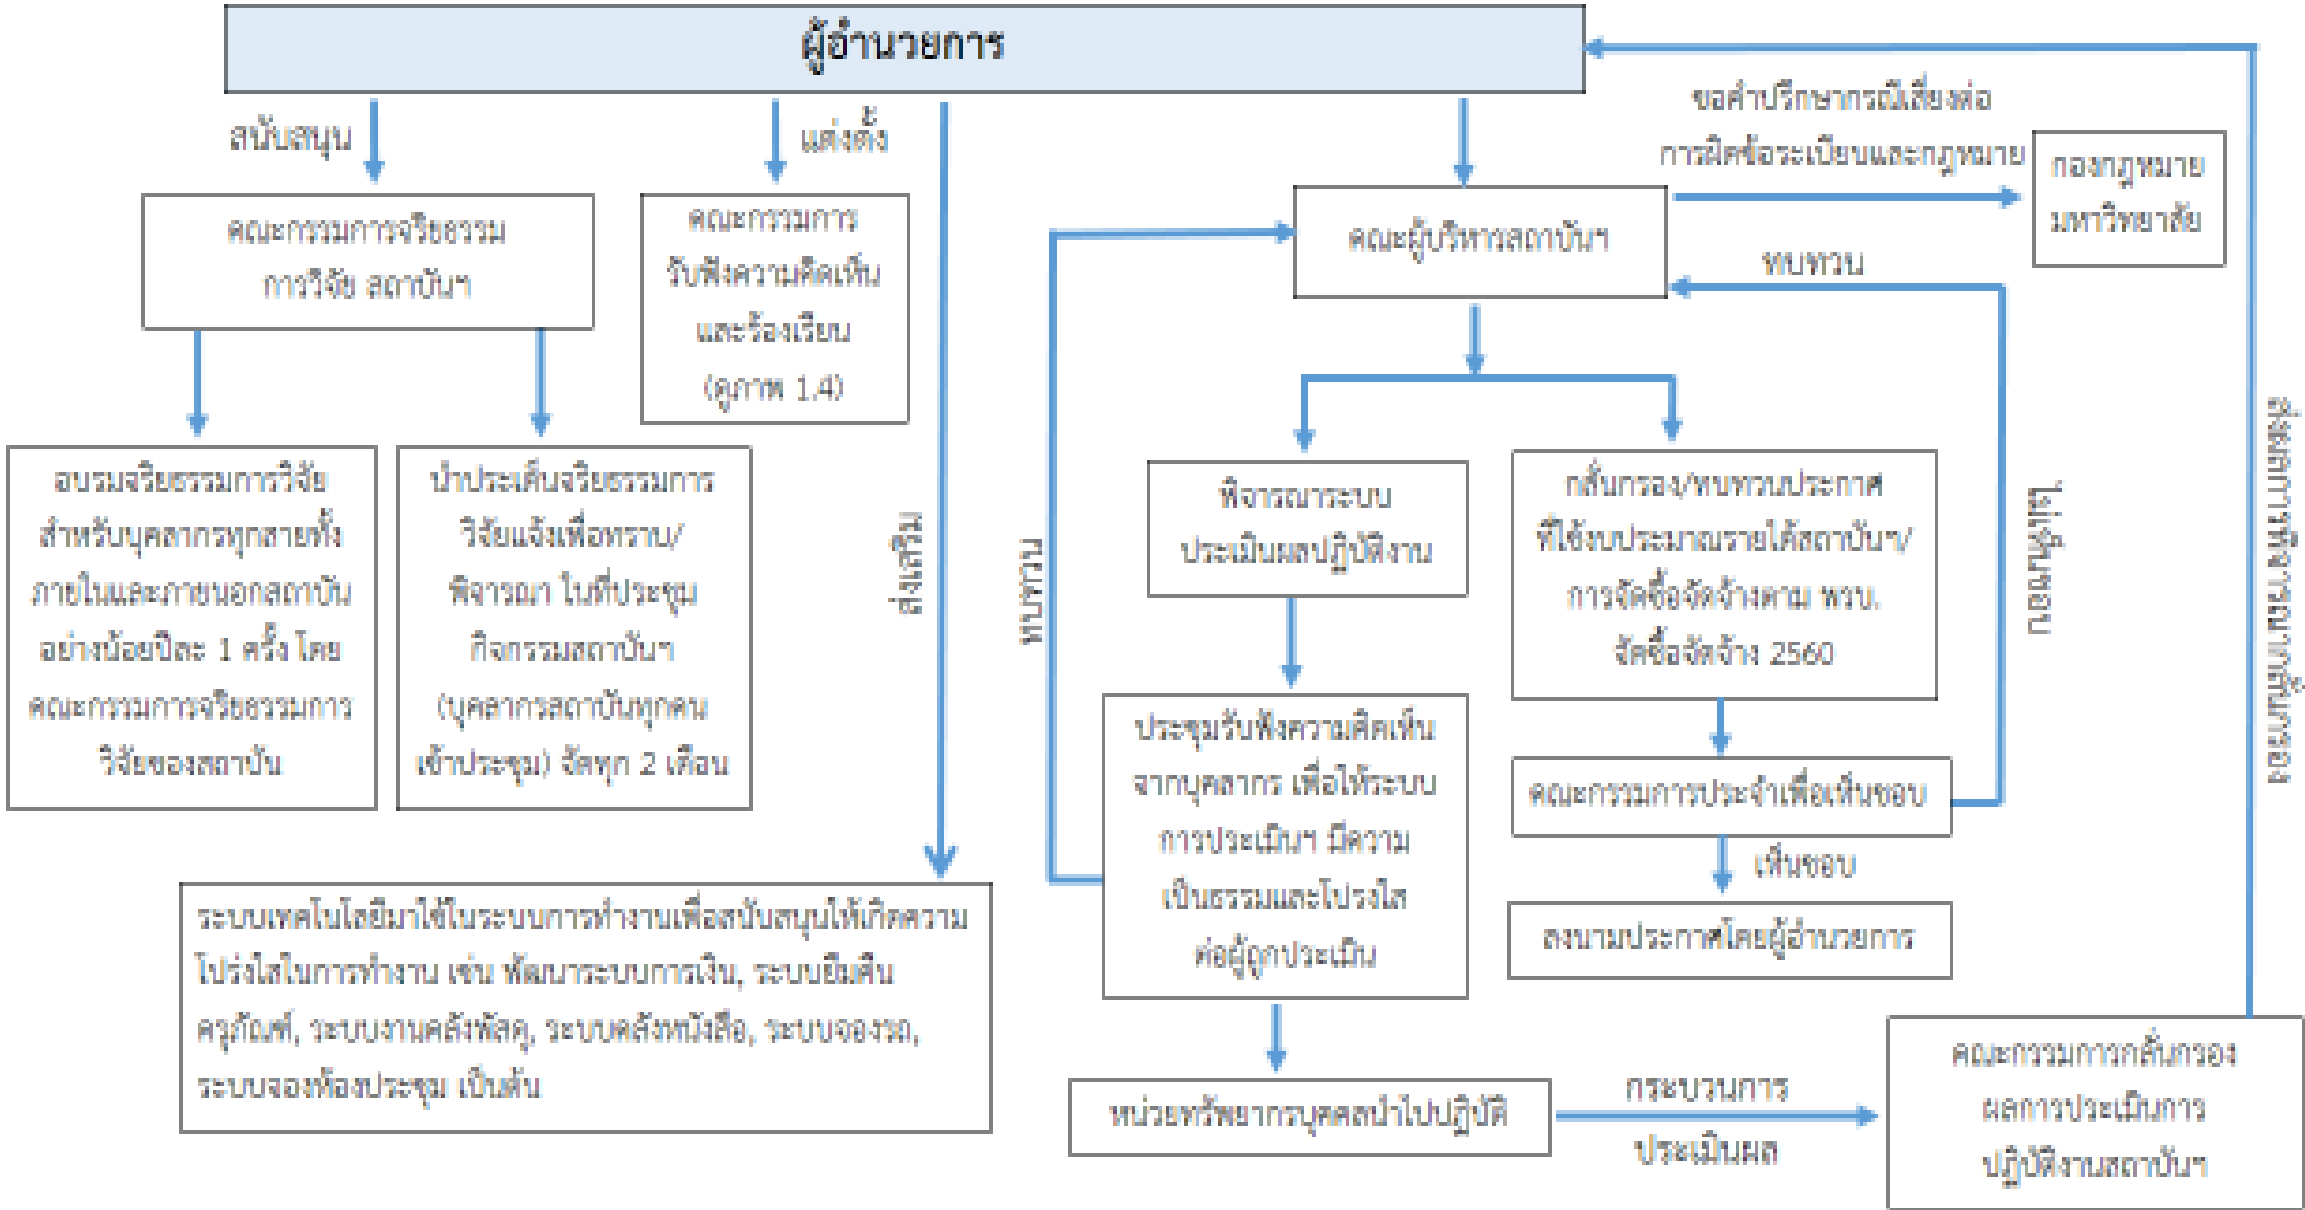 ผู้อำนวยการ
สนับสนุน
แต่งตั้ง
ขอคำปรึกษากรณีเสี่ยงต่อ
การผิดข้อระเบียบและกฎหมาย
กองกฎหมาย
มหาวิทยาลัย
คณะกรรมการจริยธรรม
การวิจัย สถาบันฯ
คณะกรรมการ
รับฟังความคิดเห็น
และร้องเรียน
(ดูภาพ 1.4)
คณะผู้บริหารสถาบันฯ
ทบทวน
อบรมจริยธรรมการวิจัย
สำหรับบุคลากรทุกสายทั้ง
ภายในและภายนอกสถาบัน
อย่างน้อยปีละ 1 ครั้ง โดย
คณะกรรมการจริยธรรมการ
วิจัยของสถาบัน
นำประเด็นจริยธรรมการ
วิจัยแจ้งเพื่อทราบ/
พิจารณา ในที่ประชุม
กิจกรรมสถาบันฯ
(บุคลากรสถาบันทุกคน
เข้าประชุม) จัดทุก 2 เดือน
ส่งเสริม
ทบทวน
พิจารณาระบบ
ประเมินผลปฏิบัติงาน
กลั่นกรอง/ทบทวนประกาศ
ที่ใช้งบประมาณรายได้สถาบันฯ/
การจัดซื้อจัดจ้างตาม พรบ.
จัดซื้อจัดจ้าง 2560
ไม่เห็นชอบ
ส่งผลการพิจารณากลั่นกรอง
ประชุมรับฟังความคิดเห็น
จากบุคลากร เพื่อให้ระบบ
การประเมินฯ มีความ
เป็นธรรมและโปรงใส
ต่อผู้ถูกประเมิน
คณะกรรมการประจำเพื่อเห็นชอบ
เห็นชอบ
ลงนามประกาศโดยผู้อำนวยการ
ระบบเทคโนโลยีมาใช้ในระบบการทำงานเพื่อสนับสนุนให้เกิดความ
โปร่งใสในการทำงาน เช่น พัฒนาระบบการเงิน, ระบบยืมคืน
ครุภัณฑ์, ระบบงานคลังพัสดุ, ระบบคลังหนังสือ, ระบบจองรถ,
ระบบจองห้องประชุม เป็นต้น
หน่วยทรัพยากรบุคคลนำไปปฏิบัติ
กระบวนการ
ประเมินผล
คณะกรรมการกลั่นกรอง
ผลการประเมินการ
ปฏิบัติงานสถาบันฯ